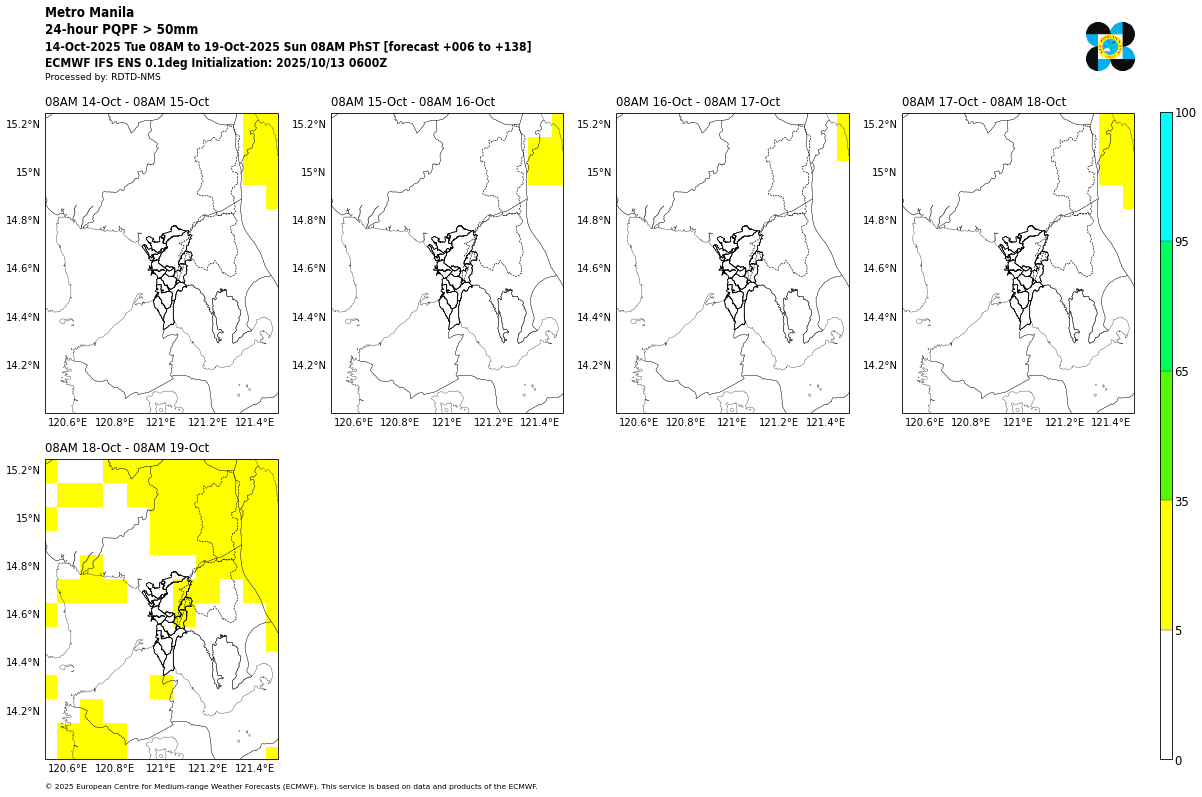 Metro Manila
24-hour PQPF > 50mm
14-Oct-2025 Tue 08AM to 19-Oct-2025 Sun 08AM PhST [forecast +006 to +138]
ECMWF IFS ENS 0.1deg Initialization: 2025/10/13 0600Z
Processed by: RDTD-NMS
08AM 14-Oct - 08AM 15-Oct
15.2°N
15°N
14.8°N
14.6°N
14.4°N
14.2°N
120.6°E 120.8°E 121°E 121.2°E 121.4°E
08AM 15-Oct - 08AM 16-Oct
15.2°N
15°N
14.8°N
14.6°N
14.4°N
14.2°N
120.6°E 120.8°E 121°E 121.2°E 121.4°E
08AM 16-Oct - 08AM 17-Oct
15.2°N
15°N
14.8°N
14.6°N
14.4°N
14.2°N
120.6°E 120.8°E 121°E 121.2°E 121.4°E
08AM 17-Oct - 08AM 18-Oct
15.2°N
15°N
14.8°N
14.6°N
14.4°N
14.2°N
120.6°E 120.8°E 121°E 121.2°E 121.4°E
08AM 18-Oct - 08AM 19-Oct
15.2°N
15°N
14.8°N
14.6°N
14.4°N
14.2°N
120.6°E 120.8°E 121°E 121.2°E 121.4°E
100
95
65
35
5
0
© 2025 European Centre for Medium-range Weather Forecasts (ECMWF). This service is based on data and products of the ECMWF.